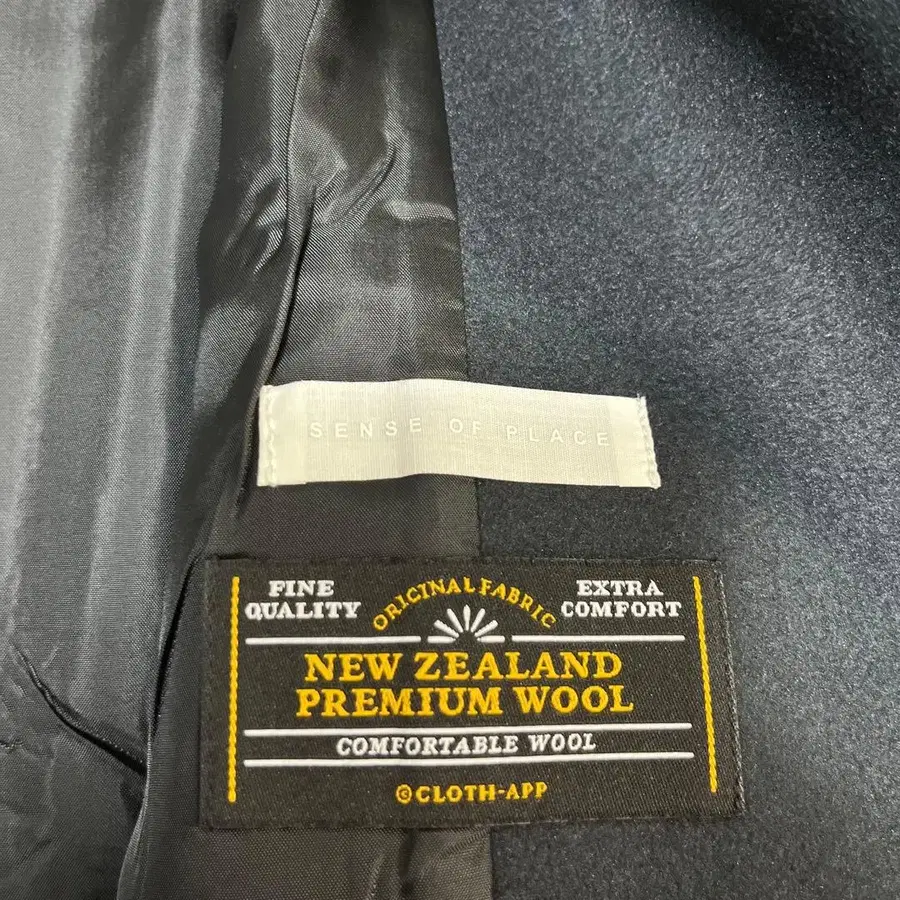 SENSE OF PLACE
FINE QUALITY
ORIGINAL FABRIC
EXTRA COMFORT
NEW ZEALAND
PREMIUM WOOL
COMFORTABLE WOOL
©CLOTH-APP